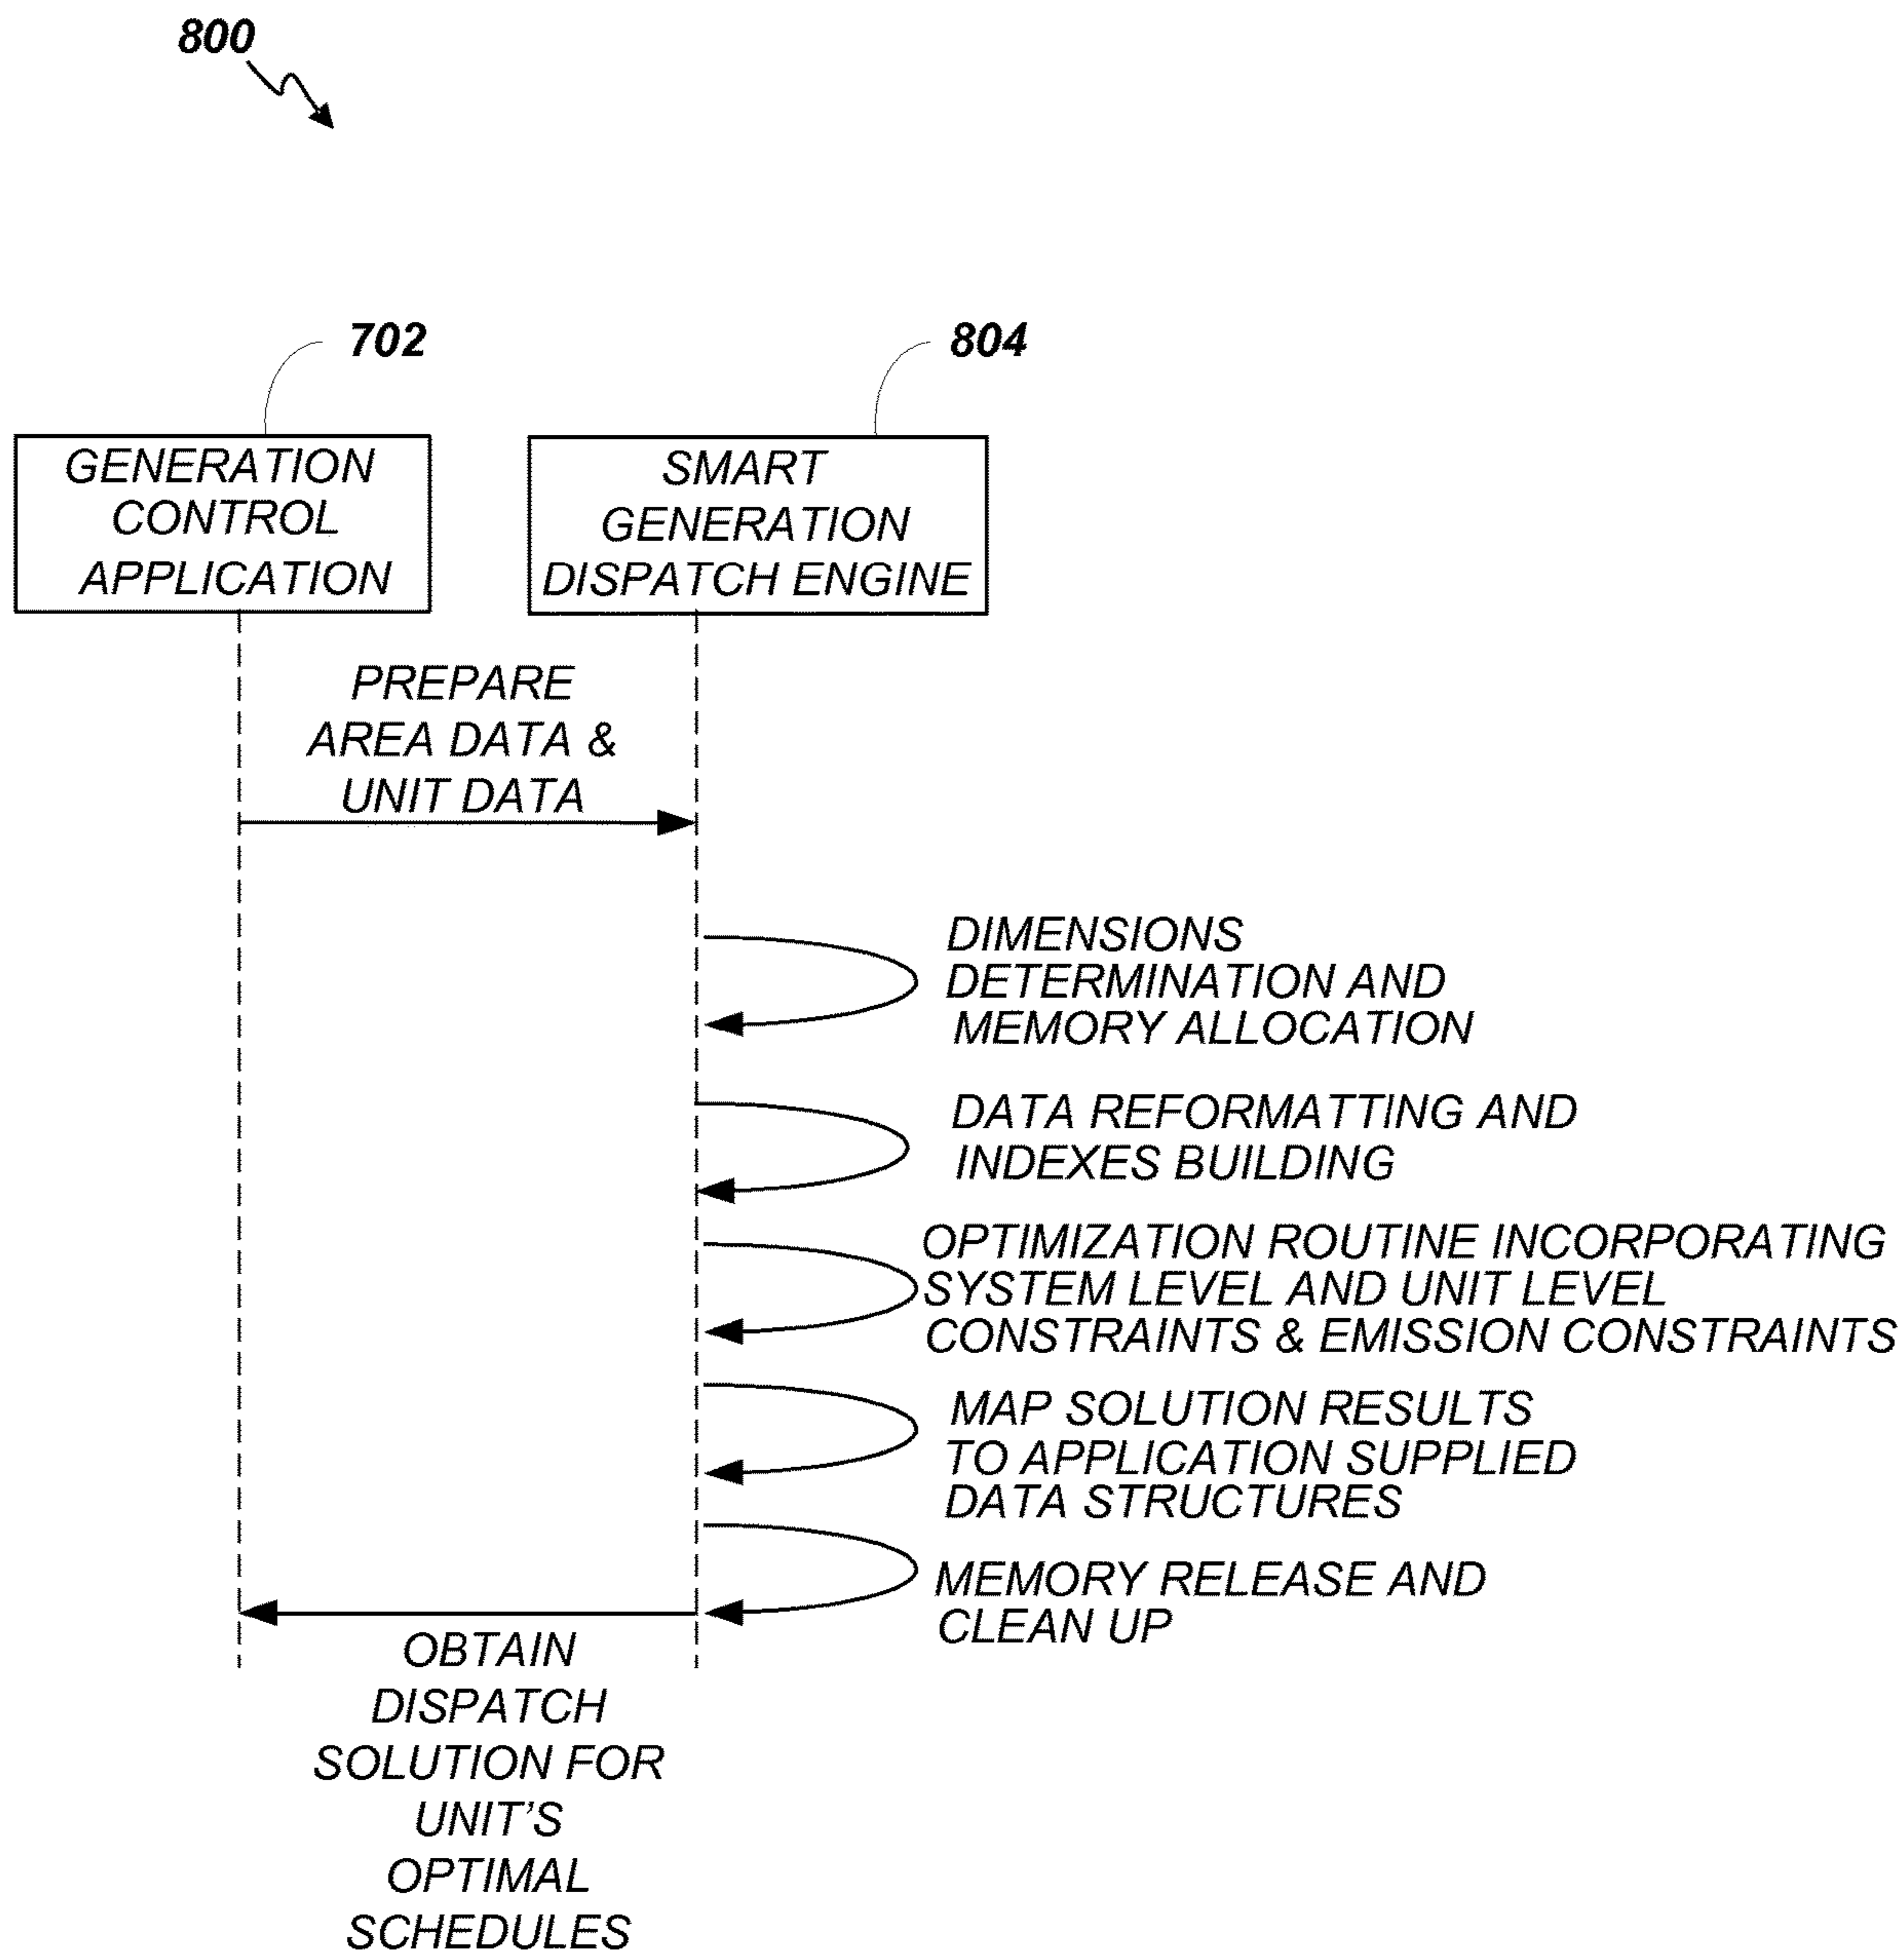 800
702
804
GENERATION
CONTROL
APPLICATION
SMART
GENERATION
DISPATCH ENGINE
PREPARE
AREA DATA &
UNIT DATA
DIMENSIONS
DETERMINATION AND
MEMORY ALLOCATION
DATA REFORMATTING AND
INDEXES BUILDING
OPTIMIZATION ROUTINE INCORPORATING
SYSTEM LEVEL AND UNIT LEVEL
CONSTRAINTS & EMISSION CONSTRAINTS
MAP SOLUTION RESULTS
TO APPLICATION SUPPLIED
DATA STRUCTURES
MEMORY RELEASE AND
CLEAN UP
OBTAIN
DISPATCH
SOLUTION FOR
UNIT'S
OPTIMAL
SCHEDULES